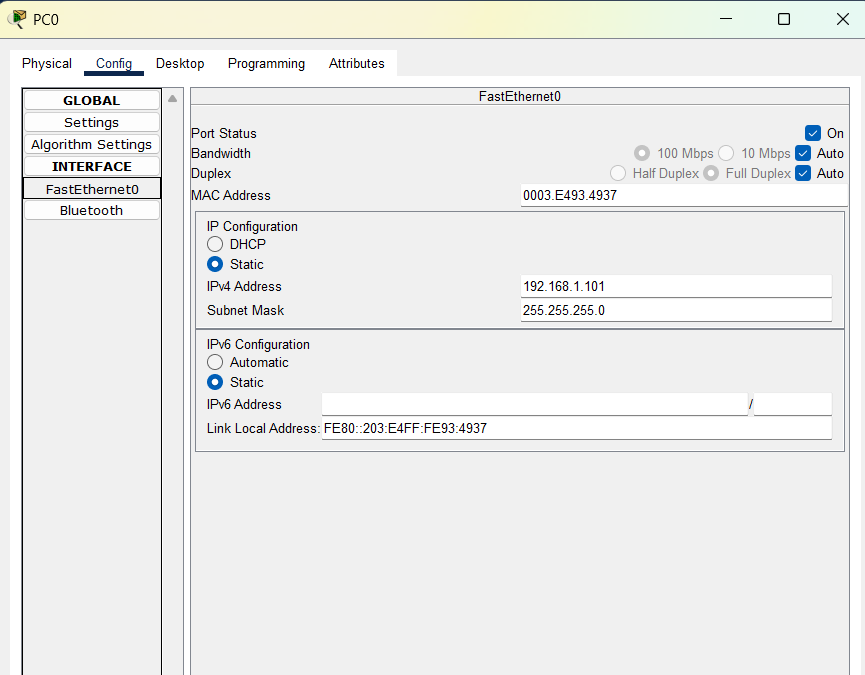 PC0
Physical Config Desktop Programming Attributes
GLOBAL
Settings
Algorithm Settings
INTERFACE
FastEthernet0
Bluetooth
FastEthernet0
Port Status On
Bandwidth 100 Mbps 10 Mbps Auto
Duplex Half Duplex Full Duplex Auto
MAC Address 0003.E493.4937
IP Configuration
DHCP
Static
IPv4 Address 192.168.1.101
Subnet Mask 255.255.255.0
IPv6 Configuration
Automatic
Static
IPv6 Address /
Link Local Address: FE80::203:E4FF:FE93:4937